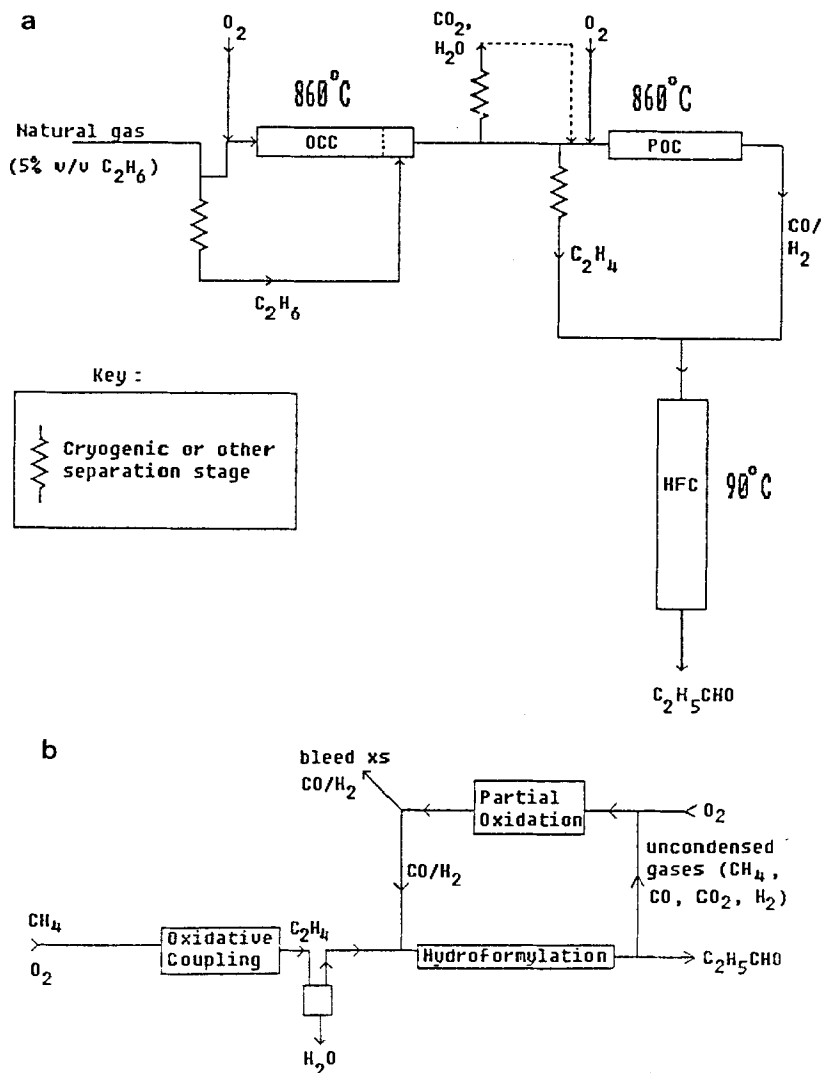 a
O₂
CO₂,
H₂O
O₂
860°C
860°C
Natural gas
(5% v/v C₂H₆)
OCC
POC
C₂H₆
C₂H₄
CO/
H₂
Key :
Cryogenic or other
separation stage
HFC
90°C
C₂H₅CHO
b
bleed xs
CO/H₂
Partial
Oxidation
O₂
uncondensed
gases (CH₄,
CO, CO₂, H₂)
CO/H₂
CH₄
O₂
Oxidative
Coupling
C₂H₄
Hydroformylation
C₂H₅CHO
H₂O